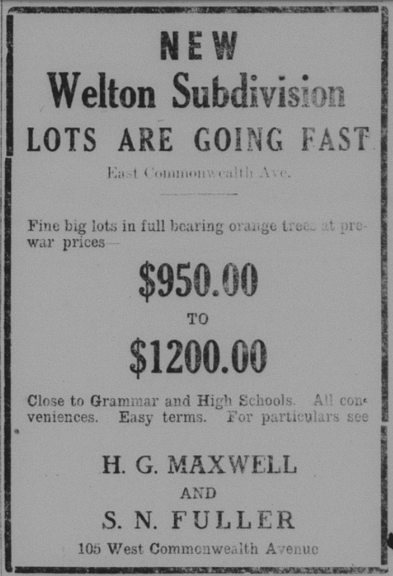 NEW
Welton Subdivision
LOTS ARE GOING FAST
East Commonwealth Ave.
Fine big lots in full bearing orange trees at pre-
war prices—
$950.00
TO
$1200.00
Close to Grammar and High Schools. All con-
veniences. Easy terms. For particulars see
H. G. MAXWELL
AND
S. N. FULLER
105 West Commonwealth Avenue